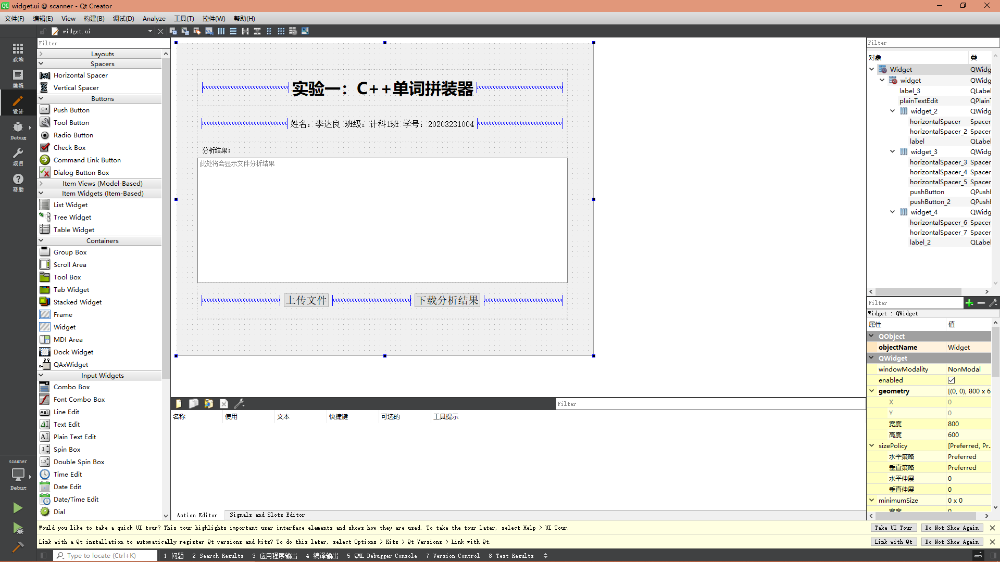 widget.ui @ scanner - Qt Creator
文件(F) 编辑(E) View 构建(B) 调试(D) Analyze 工具(T) 控件(W) 帮助(H)
widget.ui
欢迎
编辑
设计
Debug
项目
帮助
scanner
Debug
Filter
Layouts
Spacers
Horizontal Spacer
Vertical Spacer
Buttons
Push Button
Tool Button
Radio Button
Check Box
Command Link Button
Dialog Button Box
Item Views (Model-Based)
Item Widgets (Item-Based)
List Widget
Tree Widget
Table Widget
Containers
Group Box
Scroll Area
Tool Box
Tab Widget
Stacked Widget
Frame
Widget
MDI Area
Dock Widget
QAxWidget
Input Widgets
Combo Box
Font Combo Box
Line Edit
Text Edit
Plain Text Edit
Spin Box
Double Spin Box
Time Edit
Date Edit
Date/Time Edit
Dial
实验一：C++单词拼装器
姓名：李达良 班级：计科1班 学号：20203231004
分析结果：
此处将会显示文件分析结果
上传文件 下载分析结果
Filter
名称 使用 文本 快捷键 可选的 工具提示
Action Editor Signals and Slots Editor
Filter
对象 类
Widget QWidg
widget QWidg
label_3 QLabel
plainTextEdit QPlainT
widget_2 QWidg
horizontalSpacer Spacer
horizontalSpacer_2 Spacer
label QLabel
widget_3 QWidg
horizontalSpacer_3 Spacer
horizontalSpacer_4 Spacer
horizontalSpacer_5 Spacer
pushButton QPushB
pushButton_2 QPushB
widget_4 QWidg
horizontalSpacer_6 Spacer
horizontalSpacer_7 Spacer
label_2 QLabel
Filter
Widget : QWidget
属性 值
QObject
objectName Widget
QWidget
windowModality NonModal
enabled
geometry [(0, 0), 800 x 6
X 0
Y 0
宽度 800
高度 600
sizePolicy [Preferred, Pr...
水平策略 Preferred
垂直策略 Preferred
水平伸展 0
垂直伸展 0
minimumSize 0 x 0
宽度 0
Would you like to take a quick UI tour? This tour highlights important user interface elements and shows how they are used. To take the tour later, select Help > UI Tour. Take UI Tour Do Not Show Again
Link with a Qt installation to automatically register Qt versions and kits? To do this later, select Options > Kits > Qt Versions > Link with Qt. Link with Qt Do Not Show Again
Type to locate (Ctrl+K) 1 问题 2 Search Results 3 应用程序输出 4 编译输出 5 QML Debugger Console 7 Version Control 8 Test Results